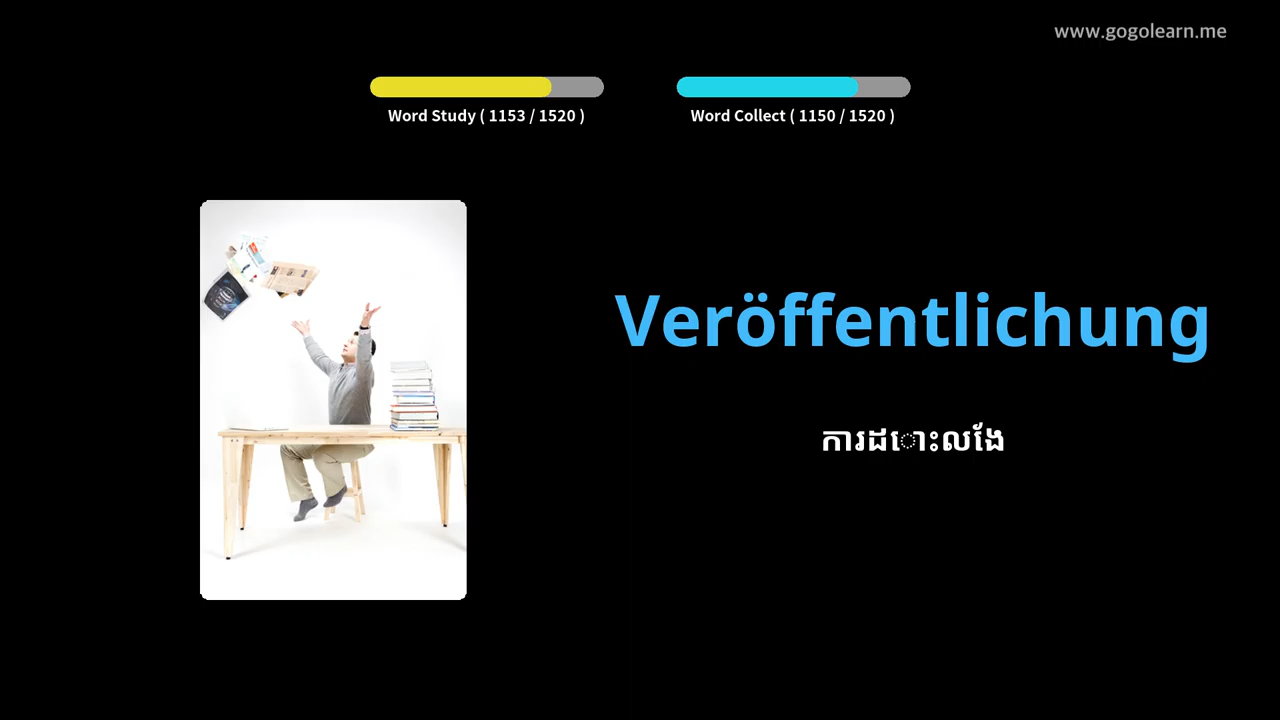 www.gogolearn.me
Word Study ( 1153 / 1520 )
Word Collect ( 1150 / 1520 )
Veröffentlichung
ការដោះលែង